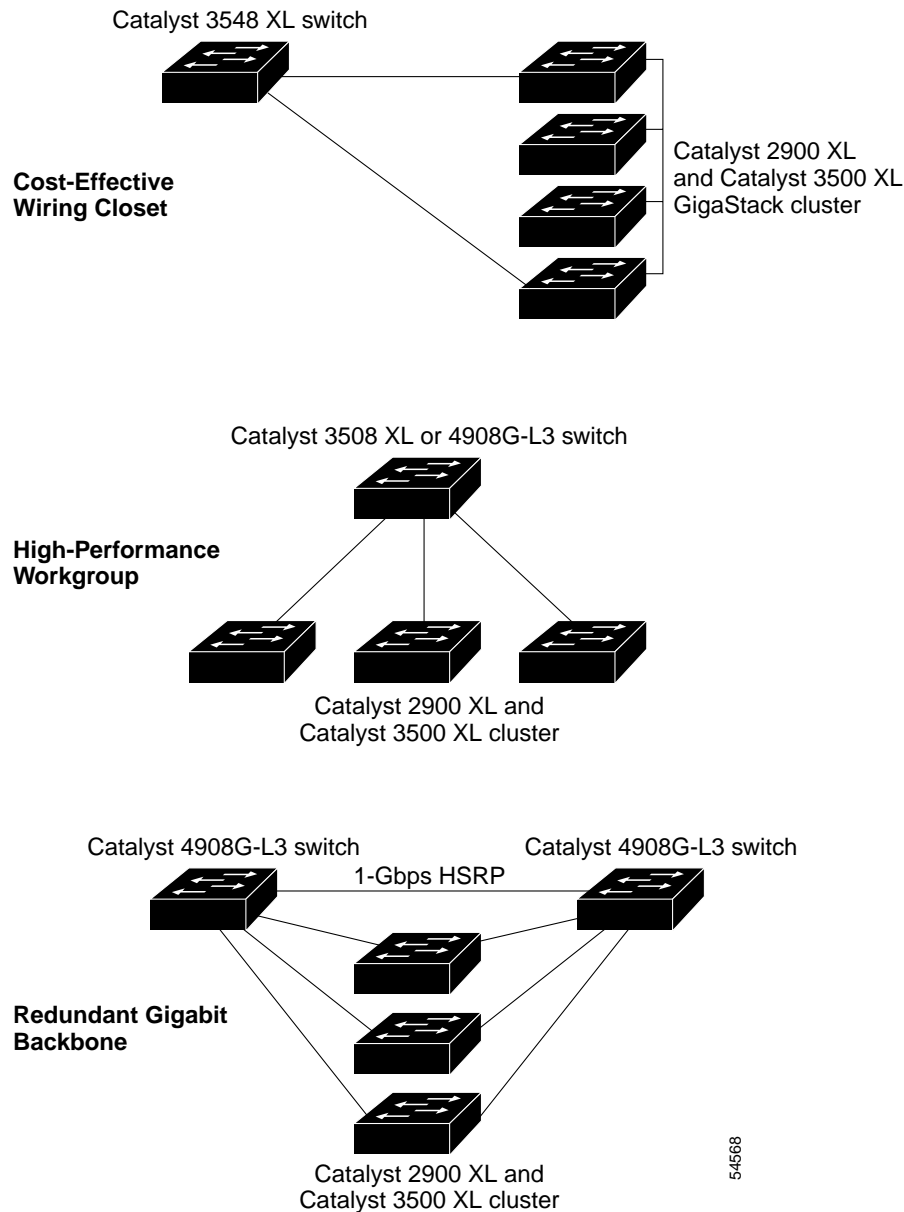 Catalyst 3548 XL switch
Cost-Effective
Wiring Closet
Catalyst 2900 XL
and Catalyst 3500 XL
GigaStack cluster
Catalyst 3508 XL or 4908G-L3 switch
High-Performance
Workgroup
Catalyst 2900 XL and
Catalyst 3500 XL cluster
Catalyst 4908G-L3 switch
Catalyst 4908G-L3 switch
1-Gbps HSRP
Redundant Gigabit
Backbone
Catalyst 2900 XL and
Catalyst 3500 XL cluster
54568